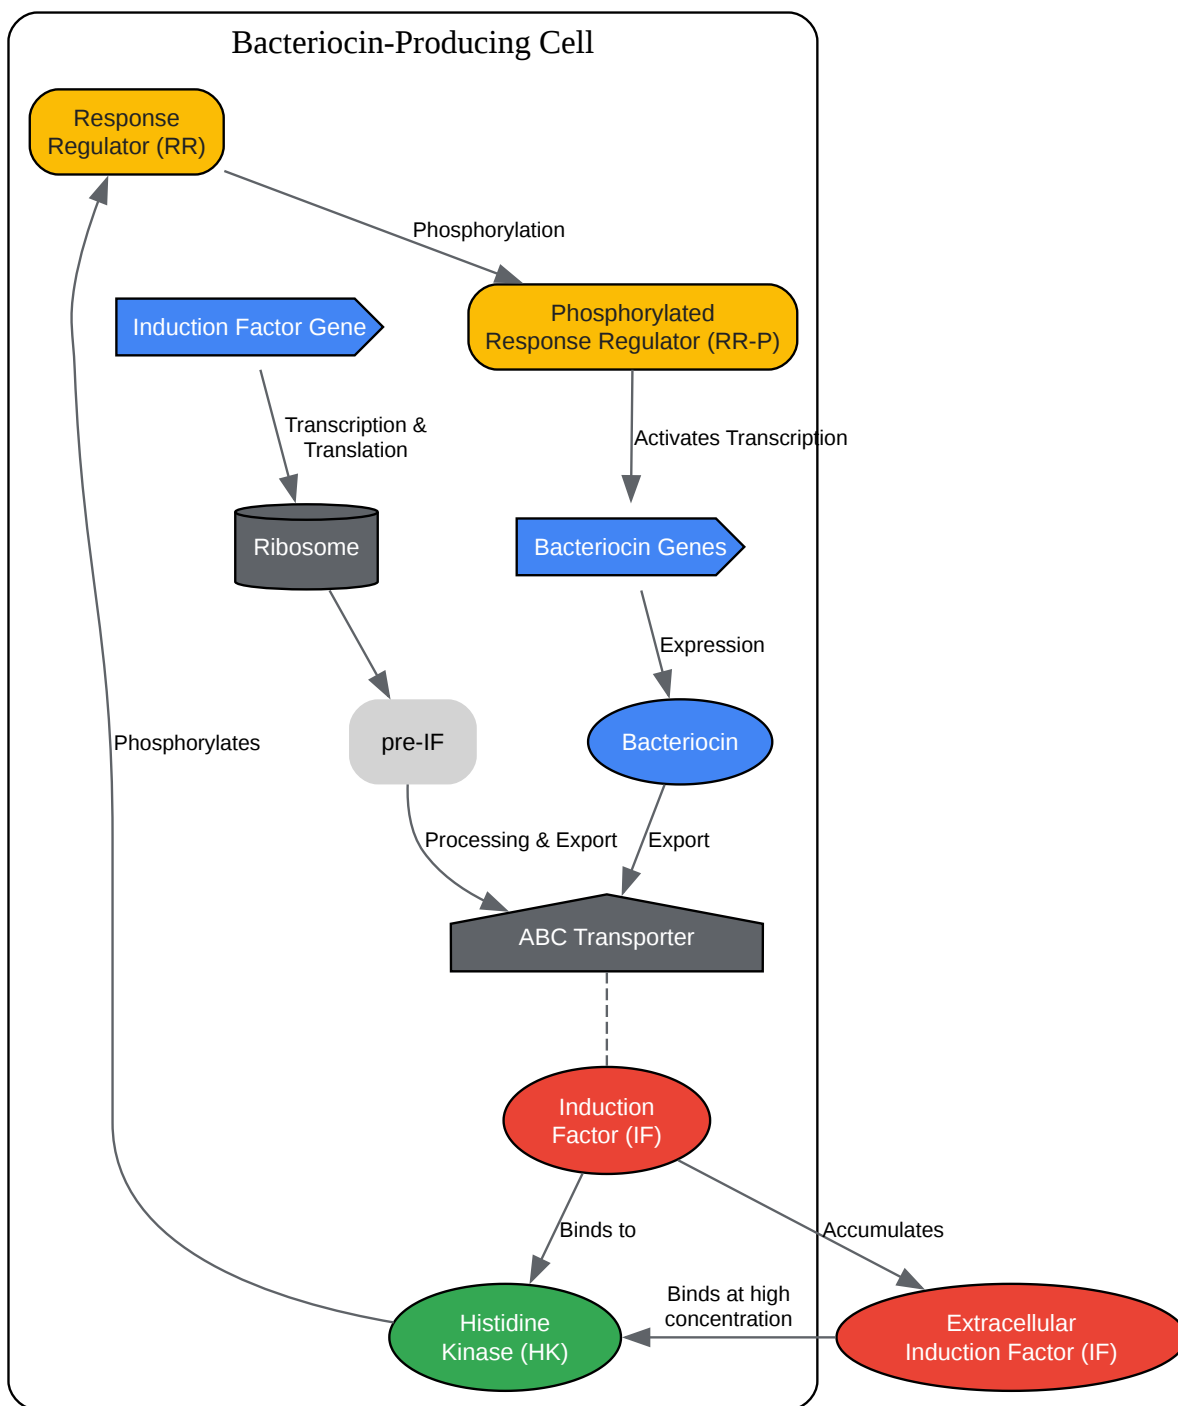 Bacteriocin-Producing Cell
Response
Regulator (RR)
Phosphorylation
Induction Factor Gene
Phosphorylated
Response Regulator (RR-P)
Transcription &
Translation
Activates Transcription
Ribosome
Bacteriocin Genes
Expression
Phosphorylates
pre-IF
Bacteriocin
Processing & Export
Export
ABC Transporter
Induction
Factor (IF)
Binds to
Accumulates
Binds at high
concentration
Histidine
Kinase (HK)
Extracellular
Induction Factor (IF)